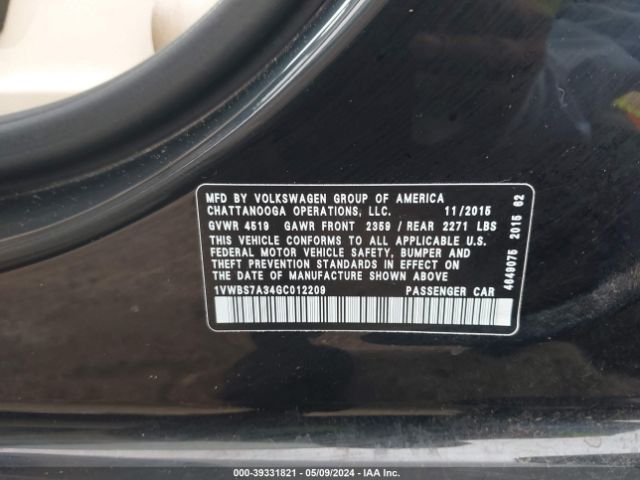 MFD BY VOLKSWAGEN GROUP OF AMERICA
CHATTANOOGA OPERATIONS, LLC. 11/2015
GVWR 4519 GAWR FRONT 2359 / REAR 2271 LBS
THIS VEHICLE CONFORMS TO ALL APPLICABLE U.S.
FEDERAL MOTOR VEHICLE SAFETY, BUMPER AND
THEFT PREVENTION STANDARDS IN EFFECT ON
THE DATE OF MANUFACTURE SHOWN ABOVE
1VWBS7A34GC012209 PASSENGER CAR
4649075 2015 02
000-39331821 - 05/09/2024 - IAA Inc.